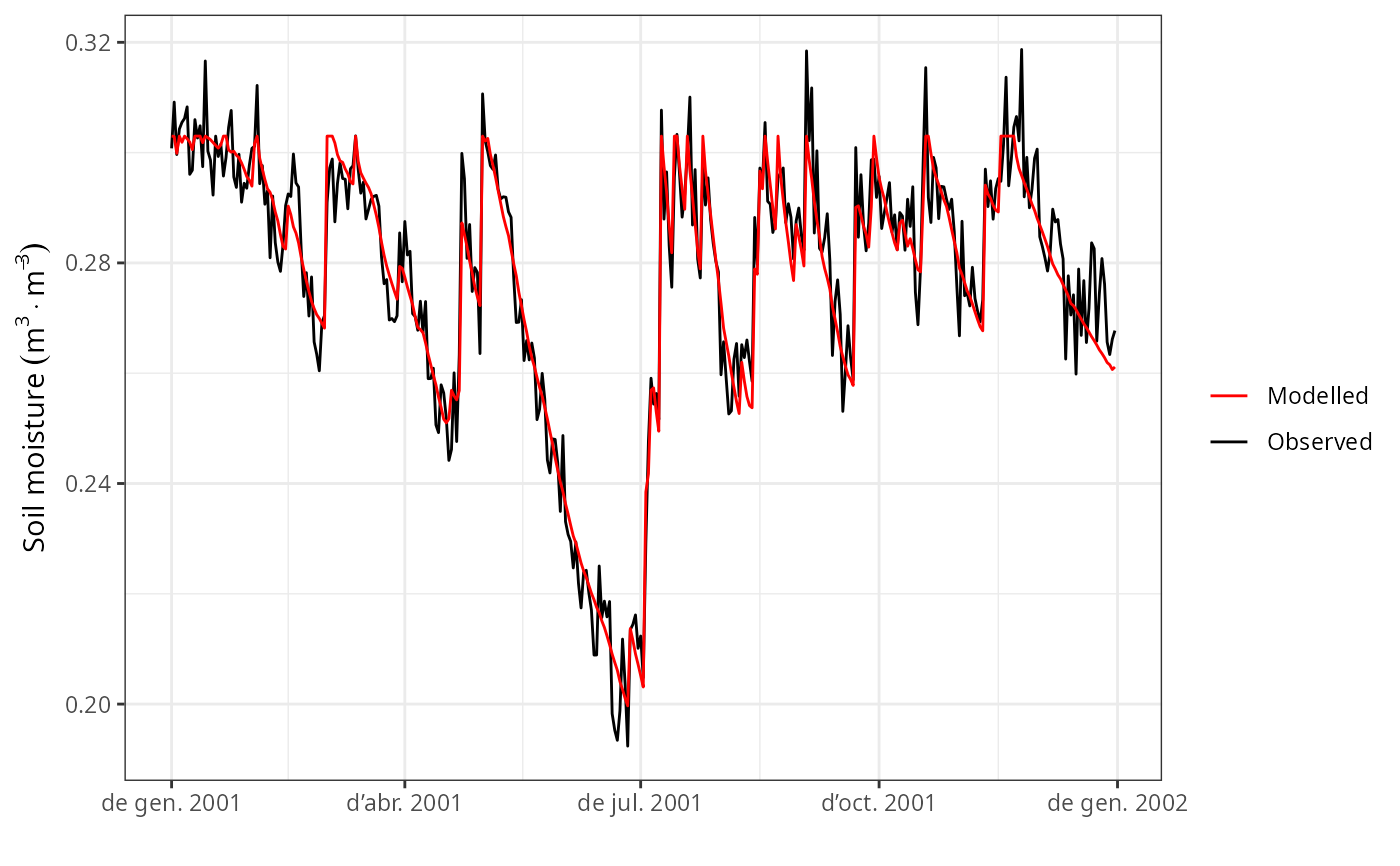 0.32
0.28
0.24
0.20
Soil moisture (m³ · m⁻³)
de gen. 2001
d’abr. 2001
de jul. 2001
d’oct. 2001
de gen. 2002
Modelled
Observed